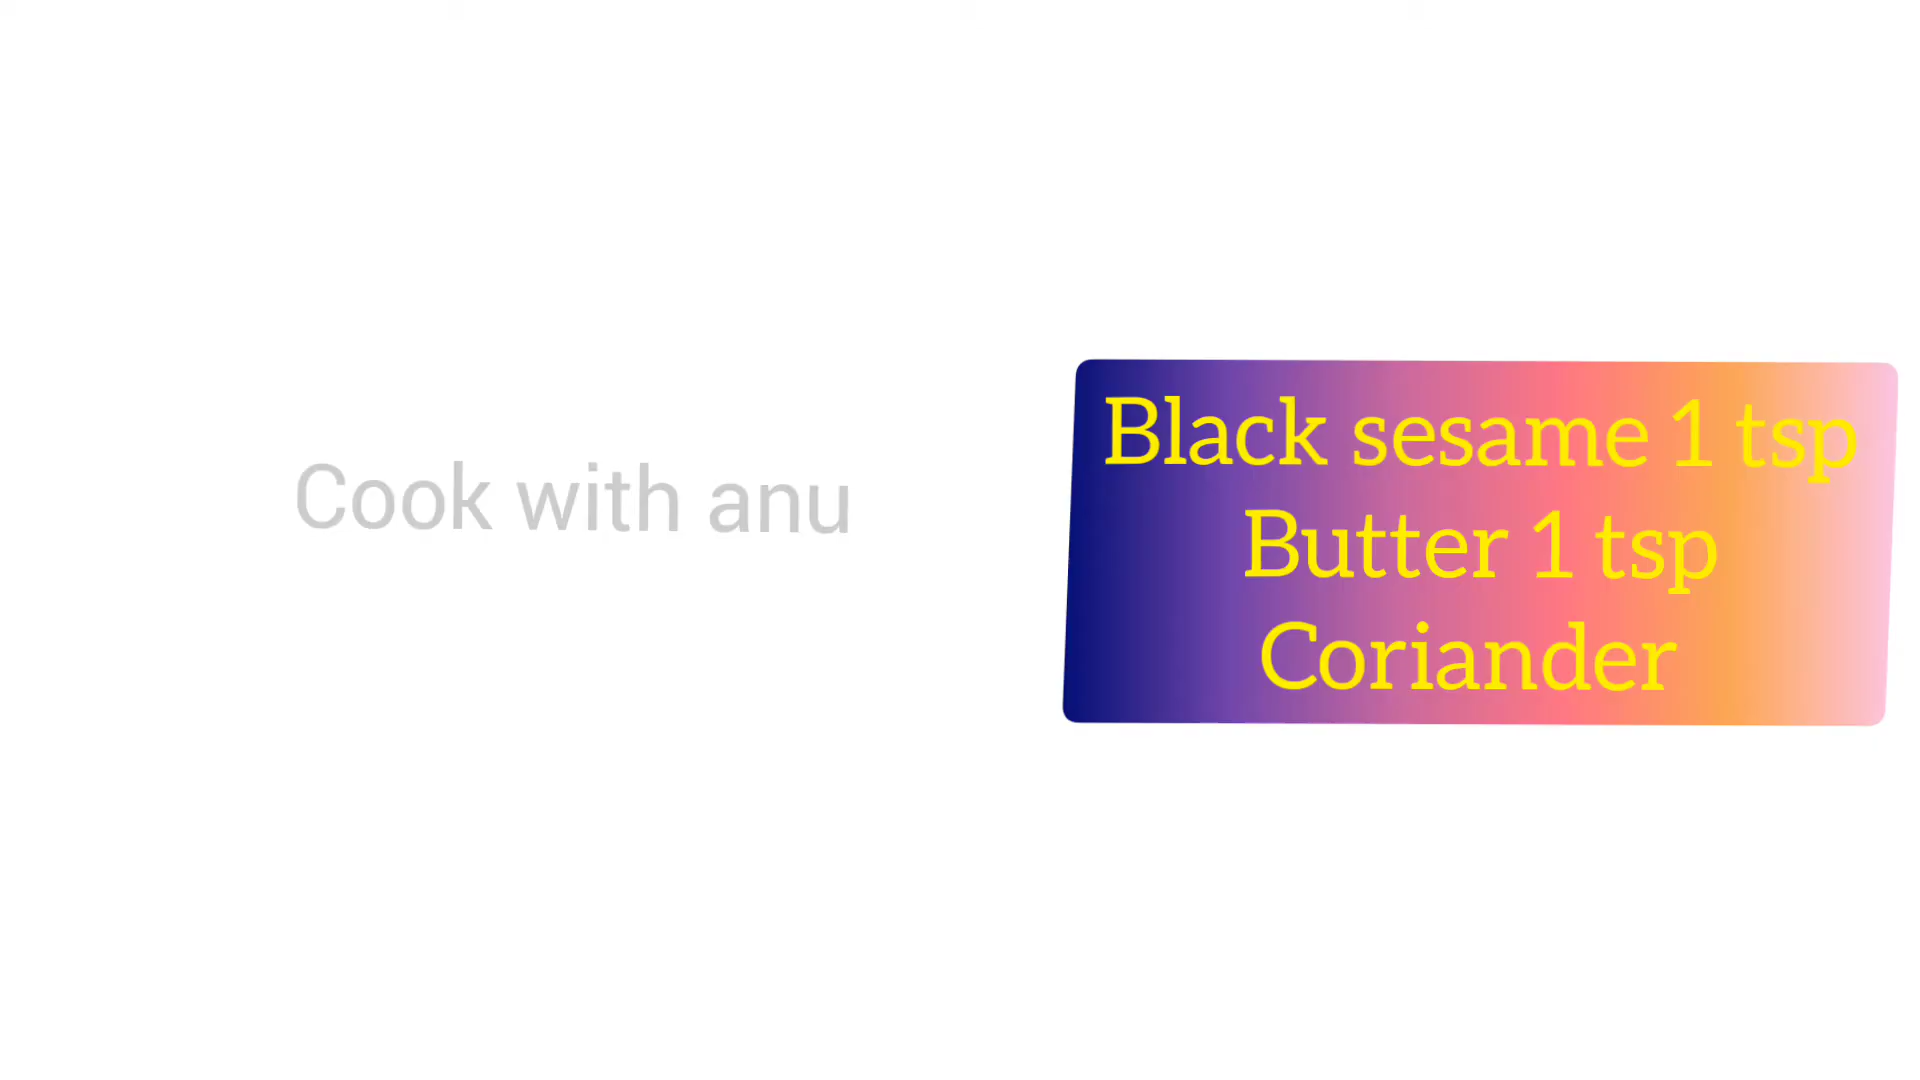 Cook with anu
Black sesame 1 tsp
Butter 1 tsp
Coriander